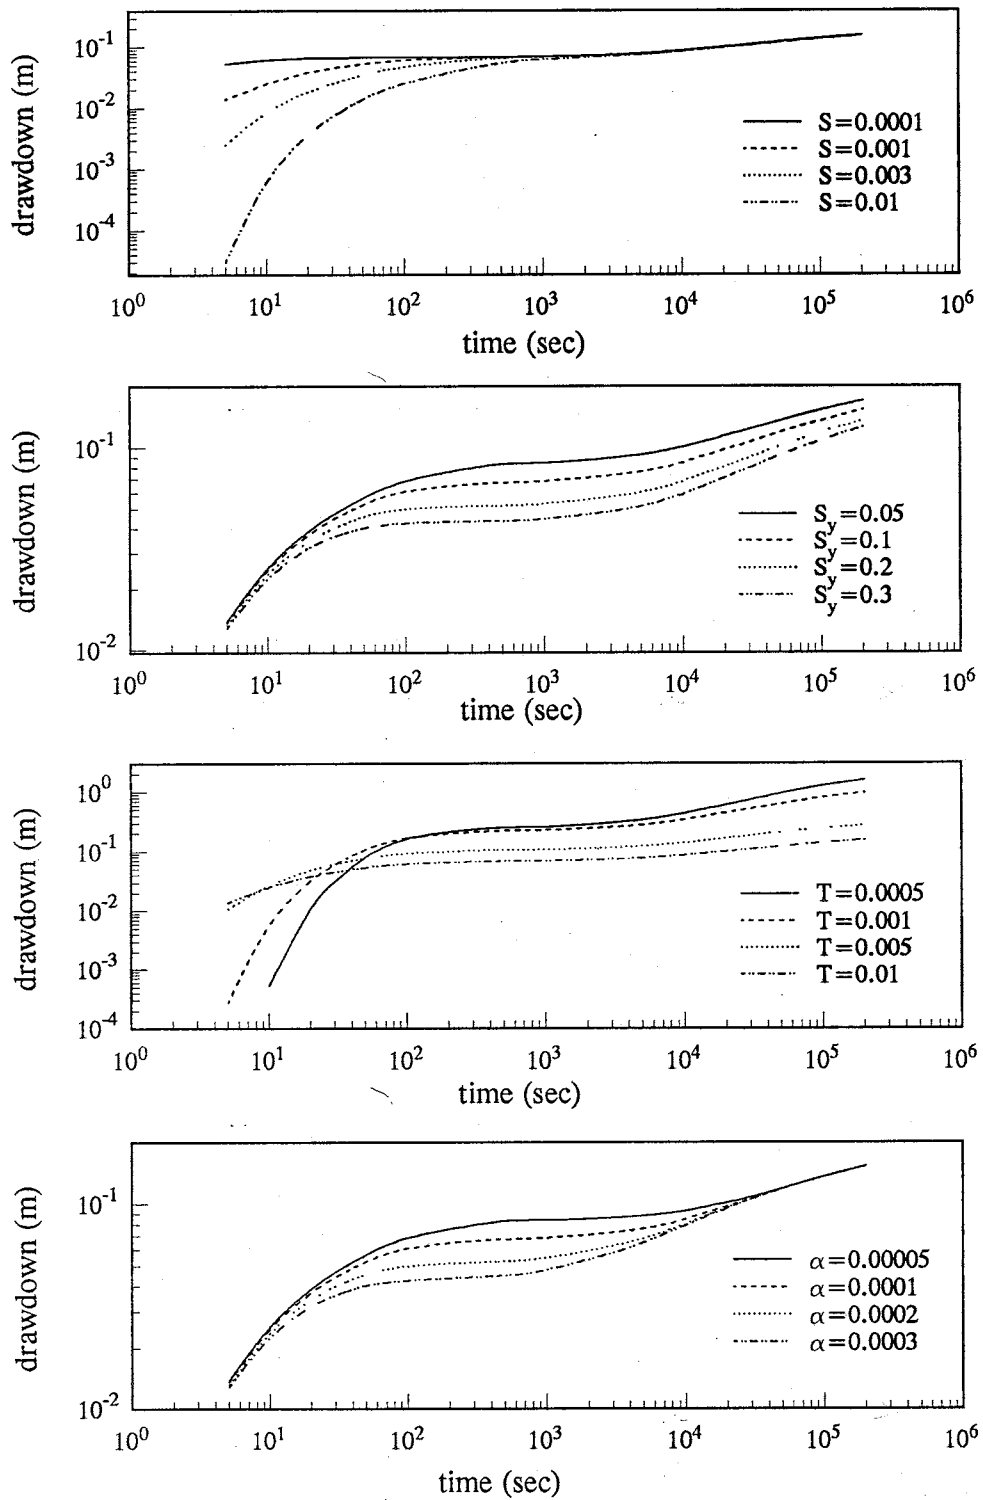 drawdown (m)
10^-1
10^-2
10^-3
10^-4
S=0.0001
S=0.001
S=0.003
S=0.01
10^0 10^1 10^2 10^3 10^4 10^5 10^6
time (sec)
drawdown (m)
10^-1
10^-2
S_y=0.05
S_y=0.1
S_y=0.2
S_y=0.3
10^0 10^1 10^2 10^3 10^4 10^5 10^6
time (sec)
drawdown (m)
10^0
10^-1
10^-2
10^-3
10^-4
T=0.0005
T=0.001
T=0.005
T=0.01
10^0 10^1 10^2 10^3 10^4 10^5 10^6
time (sec)
drawdown (m)
10^-1
10^-2
α=0.00005
α=0.0001
α=0.0002
α=0.0003
10^0 10^1 10^2 10^3 10^4 10^5 10^6
time (sec)